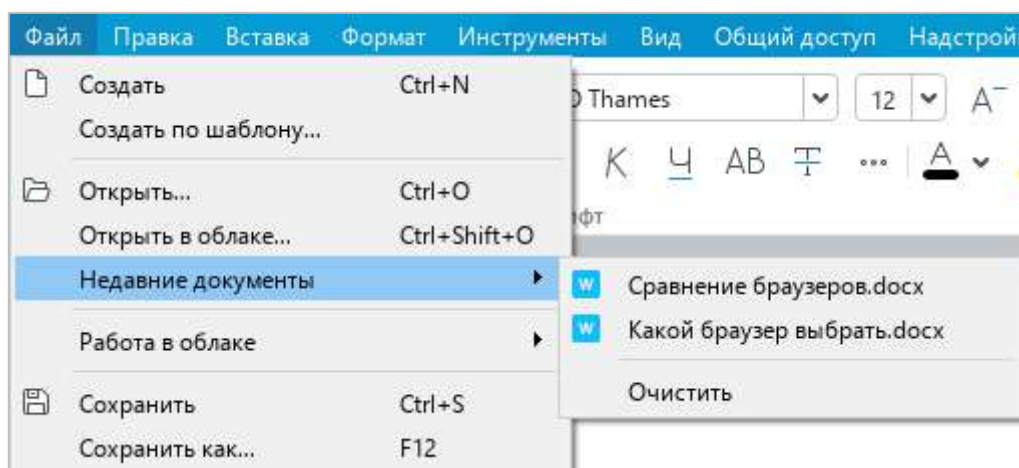 Файл Правка Вставка Формат Инструменты Вид Общий доступ
Создать Ctrl+N
Thames 12 A
Создать по шаблону...
К Ч АВ Т ••• А
Открыть... Ctrl+O
Открыть в облаке... Ctrl+Shift+O
Недавние документы
W Сравнение браузеров.docx
W Какой браузер выбрать.docx
Работа в облаке
Очистить
Сохранить Ctrl+S
Сохранить как... F12